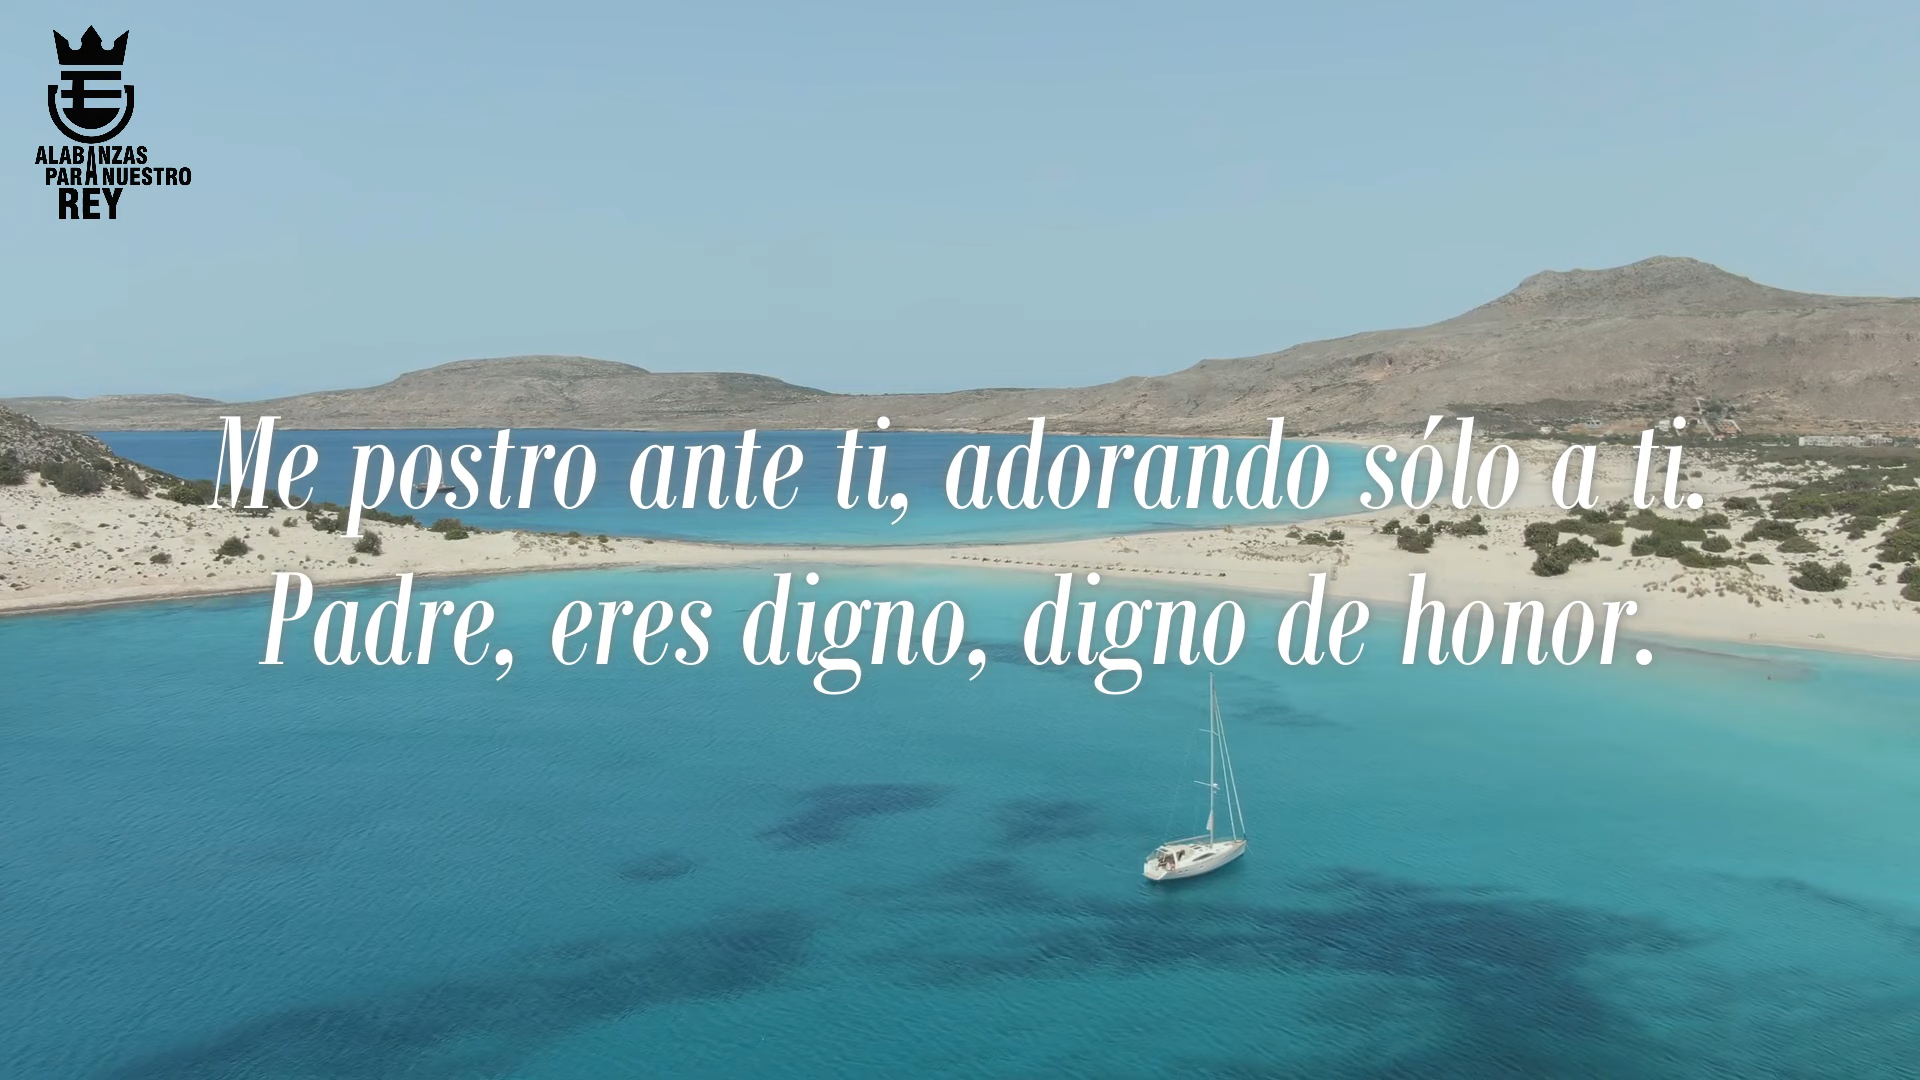 ALABANZAS
PARA NUESTRO
REY
Me postro ante ti, adorando sólo a ti.
Padre, eres digno, digno de honor.